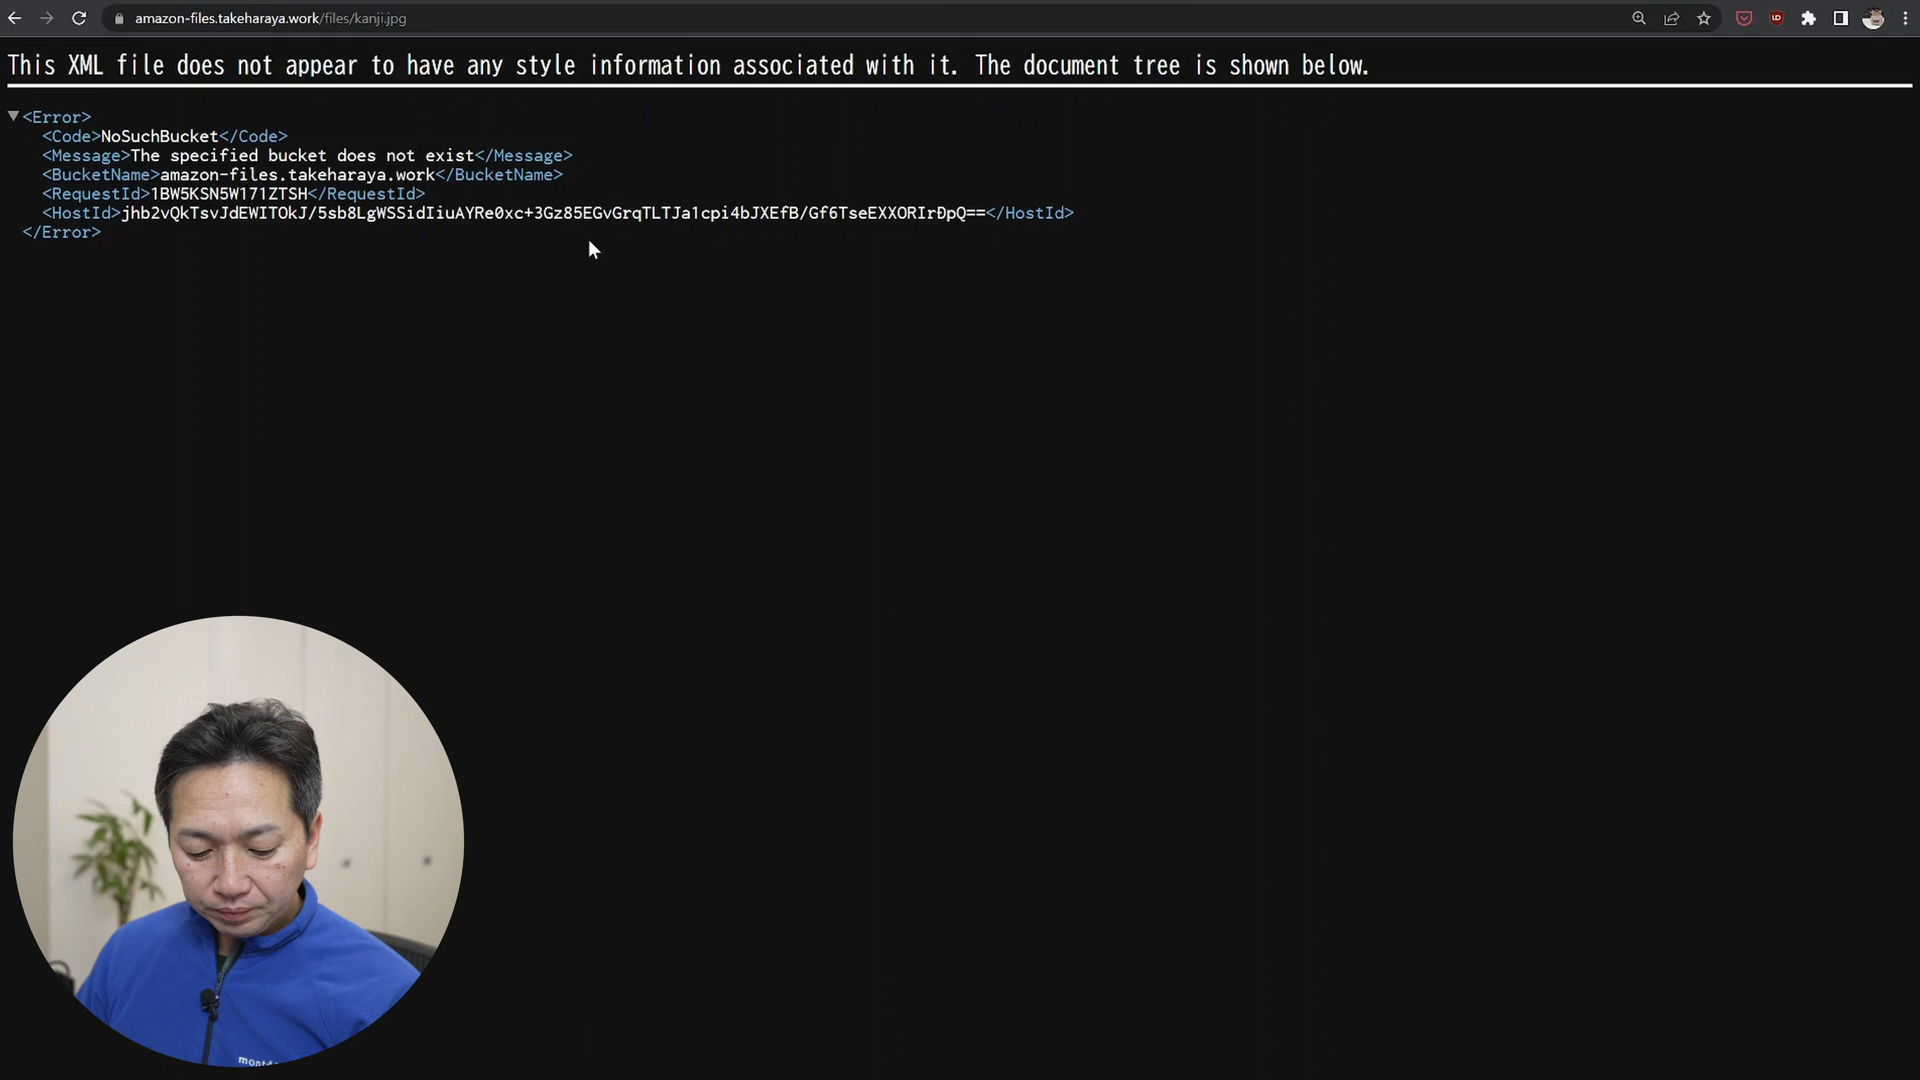 amazon-files.takeharaya.work/files/kanji.jpg
This XML file does not appear to have any style information associated with it. The document tree is shown below.
▼<Error>
<Code>NoSuchBucket</Code>
<Message>The specified bucket does not exist</Message>
<BucketName>amazon-files.takeharaya.work</BucketName>
<RequestId>1BW5KSN5W171ZTSH</RequestId>
<HostId>jhb2vQkTsvJdEWITOkJ/5sb8LgWSSidIiuAYRe0xc+3Gz85EGvGrqTLTJa1cpi4bJXEfB/Gf6TseEXXORIrDpQ==</HostId>
</Error>